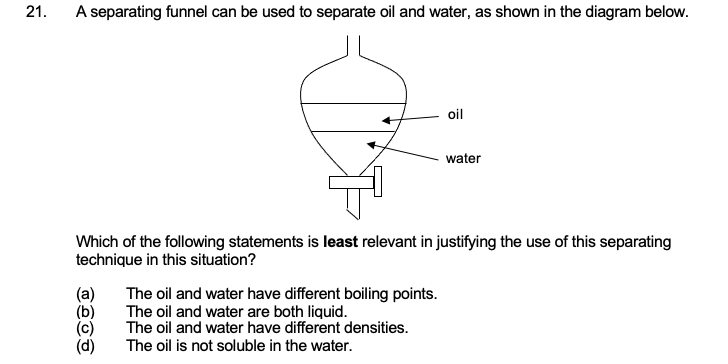 21. A separating funnel can be used to separate oil and water, as shown in the diagram below.
oil
water
Which of the following statements is least relevant in justifying the use of this separating
technique in this situation?
(a) The oil and water have different boiling points.
(b) The oil and water are both liquid.
(c) The oil and water have different densities.
(d) The oil is not soluble in the water.